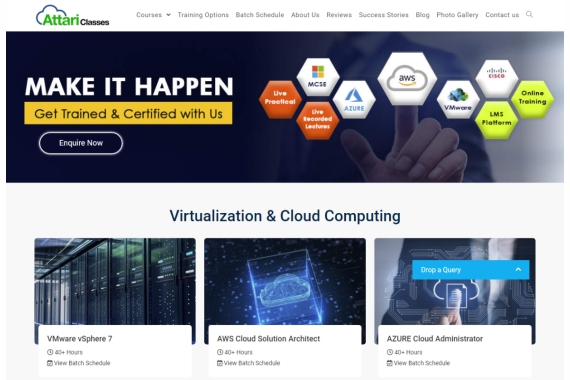 Attari Classes
Courses Training Options Batch Schedule About Us Reviews Success Stories Blog Photo Gallery Contact us
MAKE IT HAPPEN
Get Trained & Certified with Us
Enquire Now
Live Practical
MCSE
Live Recorded Lectures
AZURE
aws
VMware
CISCO
LMS Platform
Online Training
Virtualization & Cloud Computing
Drop a Query
VMware vSphere 7
40+ Hours
View Batch Schedule
AWS Cloud Solution Architect
40+ Hours
View Batch Schedule
AZURE Cloud Administrator
40+ Hours
View Batch Schedule